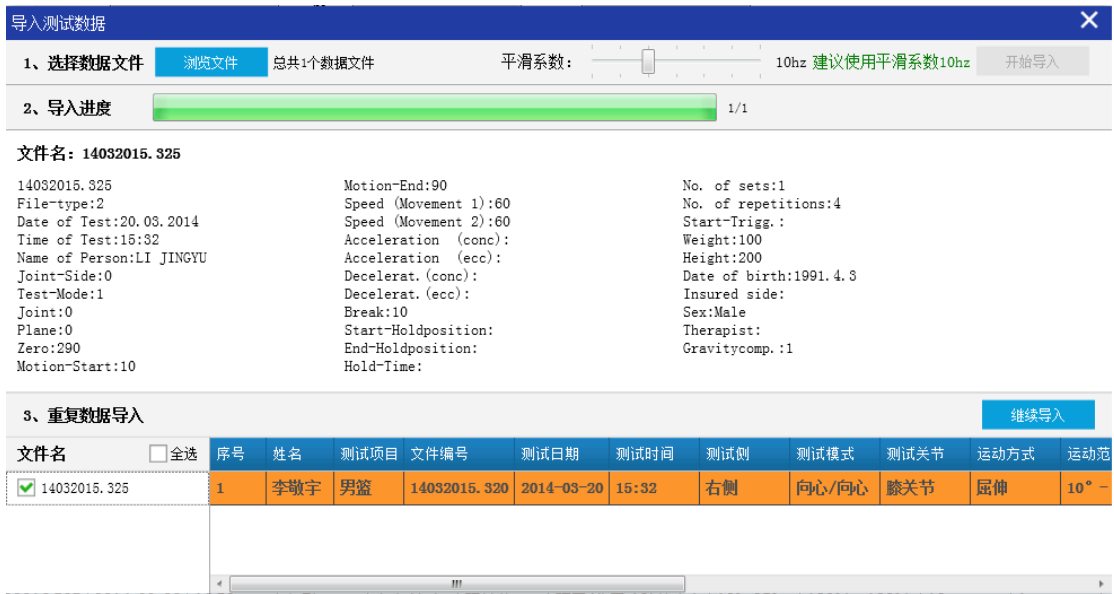 导入测试数据
1、选择数据文件 浏览文件 总共1个数据文件 平滑系数: 10hz 建议使用平滑系数10hz 开始导入
2、导入进度 1/1
文件名: 14032015.325
14032015.325
File-type:2
Date of Test:20.03.2014
Time of Test:15:32
Name of Person:LI JINGYU
Joint-Side:0
Test-Mode:1
Joint:0
Plane:0
Zero:290
Motion-Start:10
Motion-End:90
Speed (Movement 1):60
Speed (Movement 2):60
Acceleration (conc):
Acceleration (ecc):
Decelerat.(conc):
Decelerat.(ecc):
Break:10
Start-Holdposition:
End-Holdposition:
Hold-Time:
No. of sets:1
No. of repetitions:4
Start-Trigg.:
Weight:100
Height:200
Date of birth:1991.4.3
Insured side:
Sex:Male
Therapist:
Gravitycomp.:1
3、重复数据导入 继续导入
文件名 全选 序号 姓名 测试项目 文件编号 测试日期 测试时间 测试侧 测试模式 测试关节 运动方式 运动范
14032015.325 1 李敬宇 男篮 14032015.320 2014-03-20 15:32 右侧 向心/向心 膝关节 屈伸 10° -